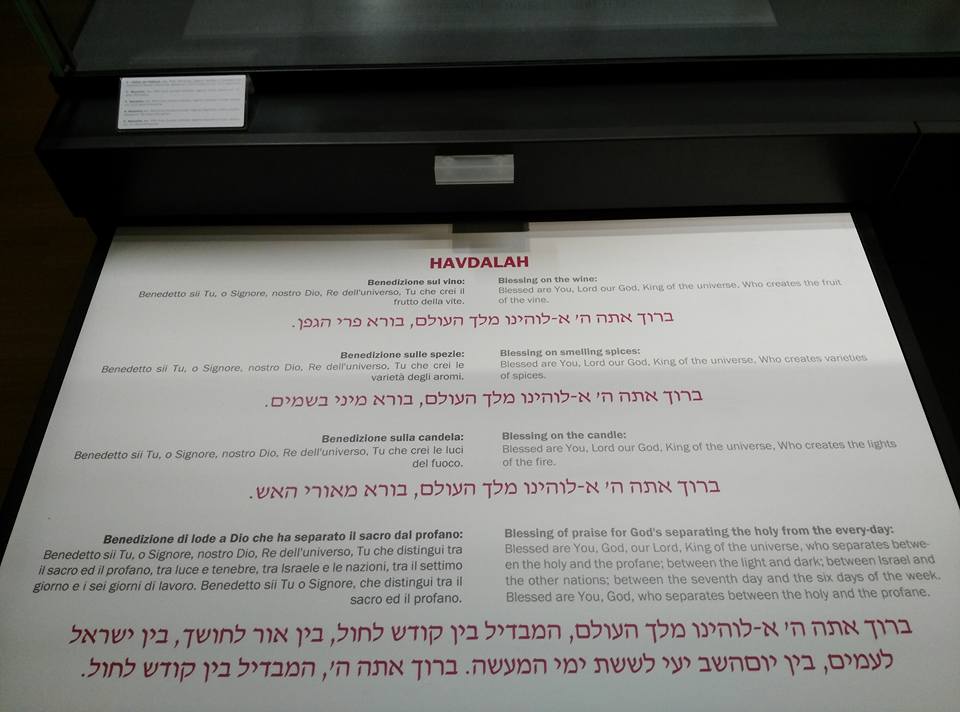 HAVDALAH
Benedizione sul vino:
Benedetto sii Tu, o Signore, nostro Dio, Re dell'universo, Tu che crei il
frutto della vite.
Blessing on the wine:
Blessed are You, Lord our God, King of the universe, Who creates the fruit
of the vine.
ברוך אתה ה' א-לוהינו מלך העולם, בורא פרי הגפן.
Benedizione sulle spezie:
Benedetto sii Tu, o Signore, nostro Dio, Re dell'universo, Tu che crei le
varietà degli aromi.
Blessing on smelling spices:
Blessed are You, Lord our God, King of the universe, Who creates varieties
of spices.
ברוך אתה ה' א-לוהינו מלך העולם, בורא מיני בשמים.
Benedizione sulla candela:
Benedetto sii Tu, o Signore, nostro Dio, Re dell'universo, Tu che crei le luci
del fuoco.
Blessing on the candle:
Blessed are You, Lord our God, King of the universe, Who creates the lights
of the fire.
ברוך אתה ה' א-לוהינו מלך העולם, בורא מאורי האש.
Benedizione di lode a Dio che ha separato il sacro dal profano:
Benedetto sii Tu, o Signore, nostro Dio, Re dell'universo, Tu che distingui tra
il sacro ed il profano, tra luce e tenebre, tra Israele e le nazioni, tra il settimo
giorno e i sei giorni di lavoro. Benedetto sii Tu o Signore, che distingui tra il
sacro ed il profano.
Blessing of praise for God's separating the holy from the every-day:
Blessed are You, God, our Lord, King of the universe, who separates betwe-
en the holy and the profane; between the light and dark; between Israel and
the other nations; between the seventh day and the six days of the week.
Blessed are You, God, who separates between the holy and the profane.
ברוך אתה ה' א-לוהינו מלך העולם, המבדיל בין קודש לחול, בין אור לחושך, בין ישראל
לעמים, בין יוםהשב יעי לששת ימי המעשה. ברוך אתה ה', המבדיל בין קודש לחול.